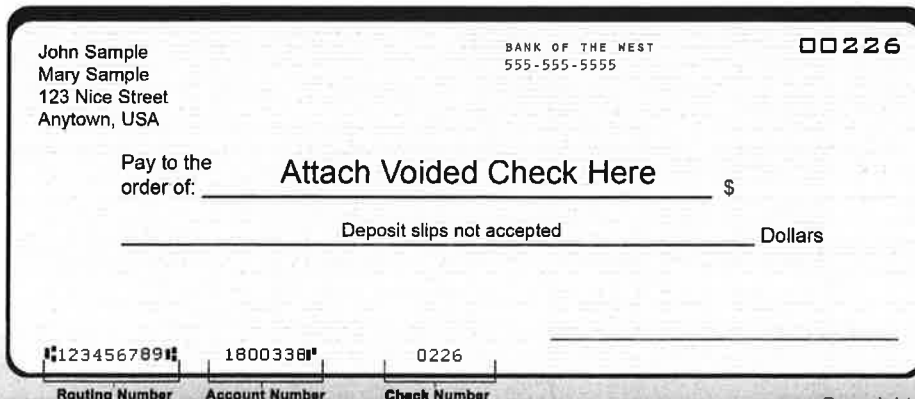 John Sample
Mary Sample
123 Nice Street
Anytown, USA
BANK OF THE WEST
555-555-5555
00226
Pay to the
order of:
Attach Voided Check Here
$
Deposit slips not accepted
Dollars
⑆123456789⑆ 1800338⑈ 0226
Routing Number Account Number Check Number